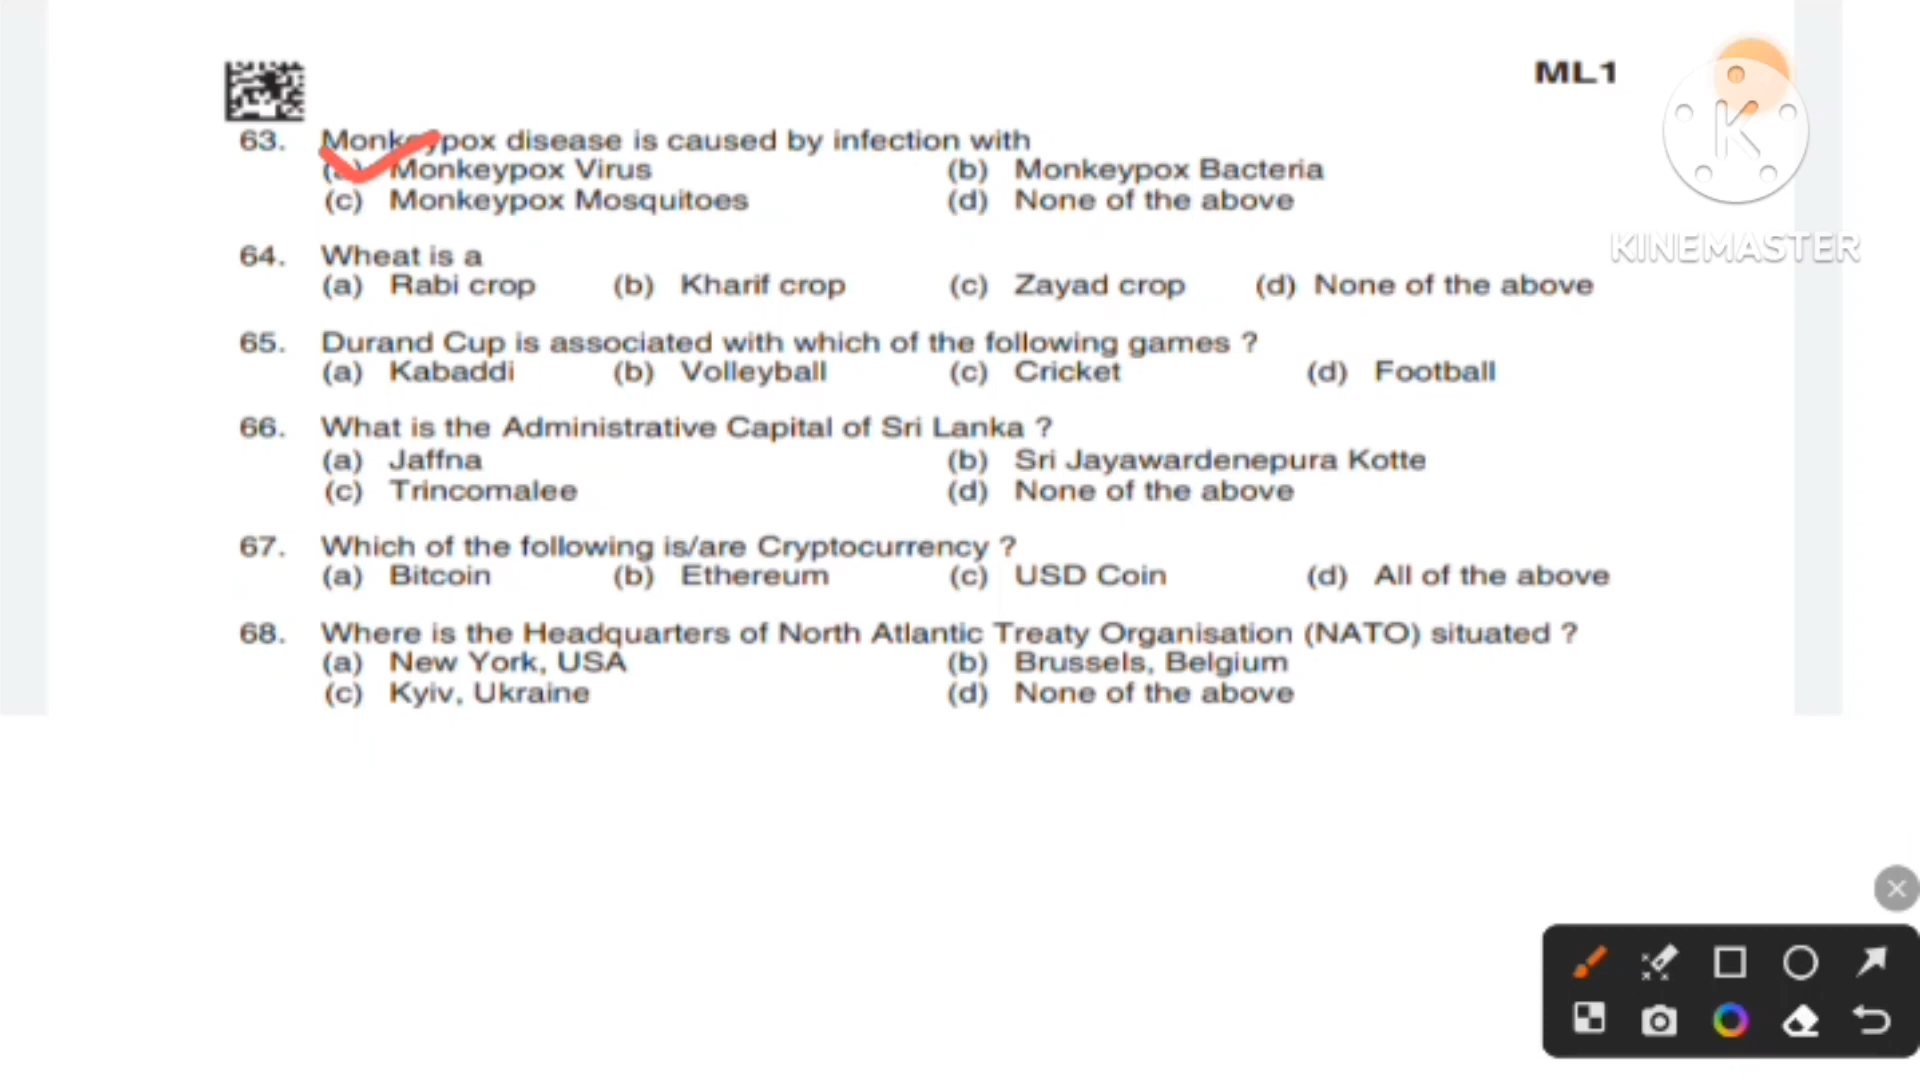 ML1
63. Monkeypox disease is caused by infection with
(a) Monkeypox Virus (b) Monkeypox Bacteria
(c) Monkeypox Mosquitoes (d) None of the above
KINEMASTER
64. Wheat is a
(a) Rabi crop (b) Kharif crop (c) Zayad crop (d) None of the above
65. Durand Cup is associated with which of the following games ?
(a) Kabaddi (b) Volleyball (c) Cricket (d) Football
66. What is the Administrative Capital of Sri Lanka ?
(a) Jaffna (b) Sri Jayawardenepura Kotte
(c) Trincomalee (d) None of the above
67. Which of the following is/are Cryptocurrency ?
(a) Bitcoin (b) Ethereum (c) USD Coin (d) All of the above
68. Where is the Headquarters of North Atlantic Treaty Organisation (NATO) situated ?
(a) New York, USA (b) Brussels, Belgium
(c) Kyiv, Ukraine (d) None of the above